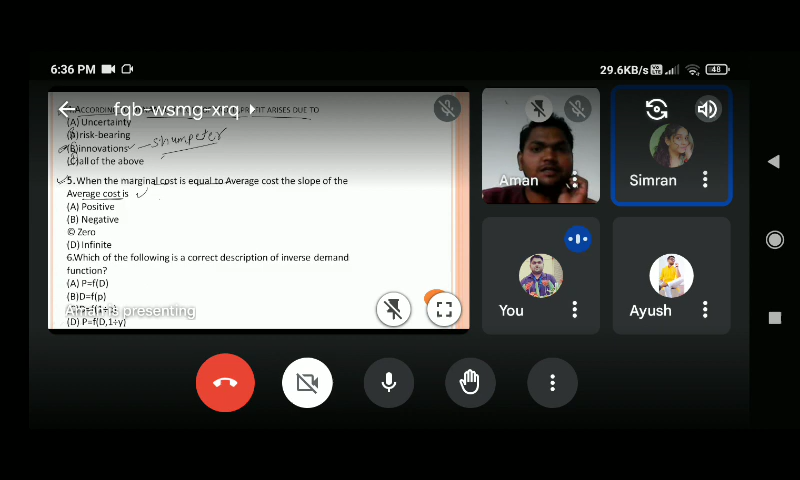 6:36 PM
29.6KB/s
48
fqb-wsmg-xrq
ACCORDING TO
ARISES DUE TO
(A) Uncertainty
risk-bearing
innovations
shumpeter
all of the above
5. When the marginal cost is equal to Average cost the slope of the
Average cost is
(A) Positive
(B) Negative
© Zero
(D) Infinite
6.Which of the following is a correct description of inverse demand
function?
(A) P=f(D)
(B)D=f(p)
(D) P=f(D,1÷y)
Aman is presenting
Aman
Simran
You
Ayush